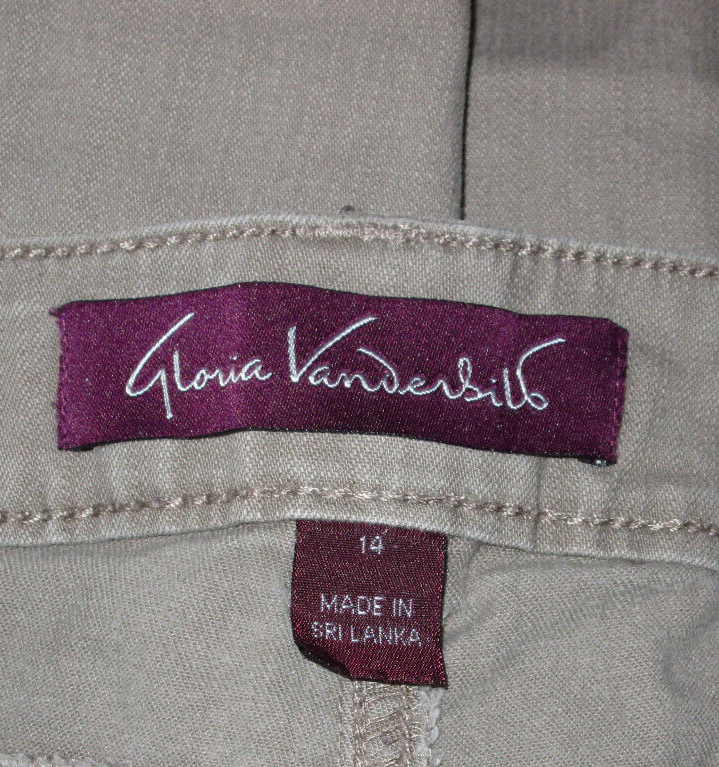 Gloria Vanderbilt
14
MADE IN
SRI LANKA